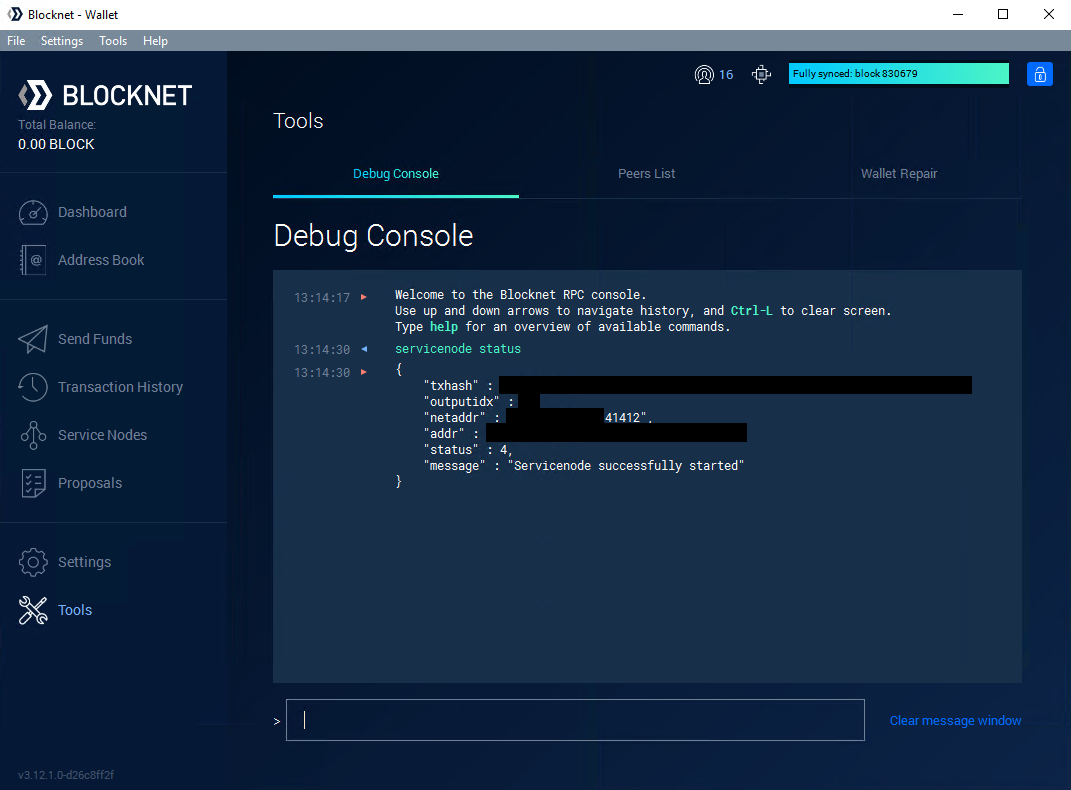 Blocknet - Wallet
File Settings Tools Help
BLOCKNET
Total Balance:
0.00 BLOCK
Dashboard
Address Book
Send Funds
Transaction History
Service Nodes
Proposals
Settings
Tools
v3.12.1.0-d26c8ff2f
16
Fully synced: block 830679
Tools
Debug Console Peers List Wallet Repair
Debug Console
13:14:17 Welcome to the Blocknet RPC console.
Use up and down arrows to navigate history, and Ctrl-L to clear screen.
Type help for an overview of available commands.
13:14:30 servicenode status
13:14:30 {
"txhash" :
"outputidx" :
"netaddr" : 41412",
"addr" :
"status" : 4,
"message" : "Servicenode successfully started"
}
>
Clear message window